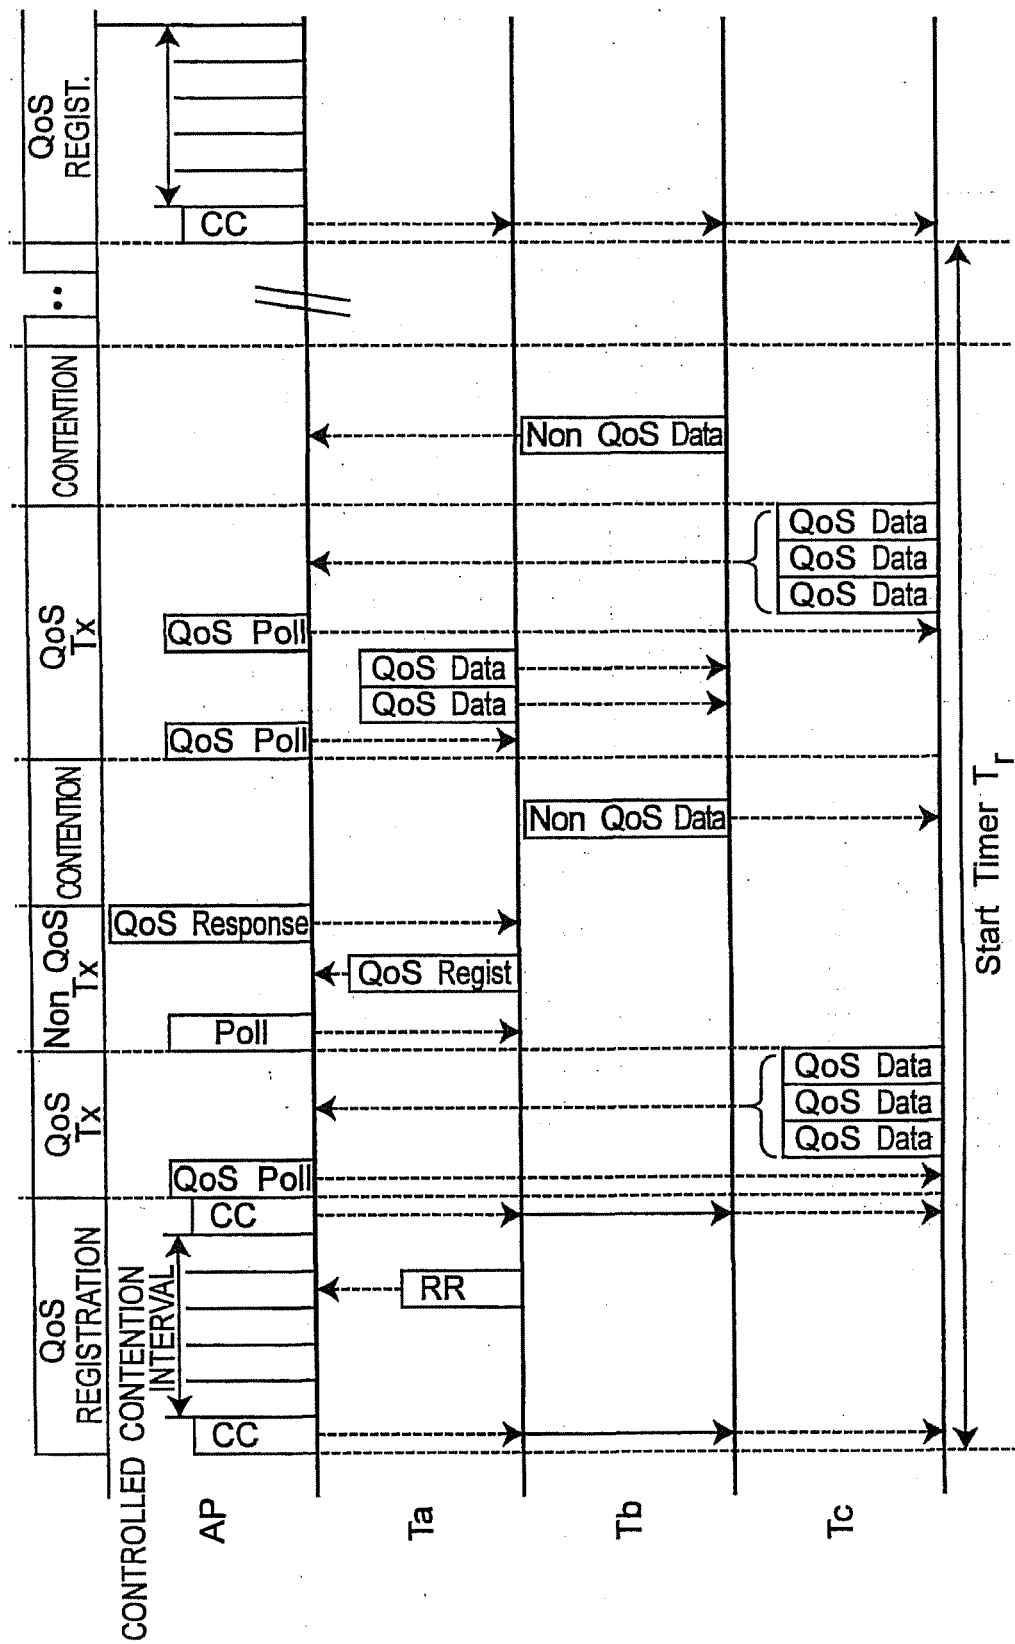 QoS
REGISTRATION
QoS
Tx
Non QoS
Tx
CONTENTION
QoS
Tx
CONTENTION
••
QoS
REGIST.
CONTROLLED CONTENTION
INTERVAL
AP
CC
CC
QoS Poll
Poll
QoS Response
QoS Poll
QoS Poll
CC
Ta
RR
QoS Regist
QoS Data
QoS Data
Tb
Non QoS Data
Non QoS Data
Tc
QoS Data
QoS Data
QoS Data
QoS Data
QoS Data
QoS Data
Start Timer Tr